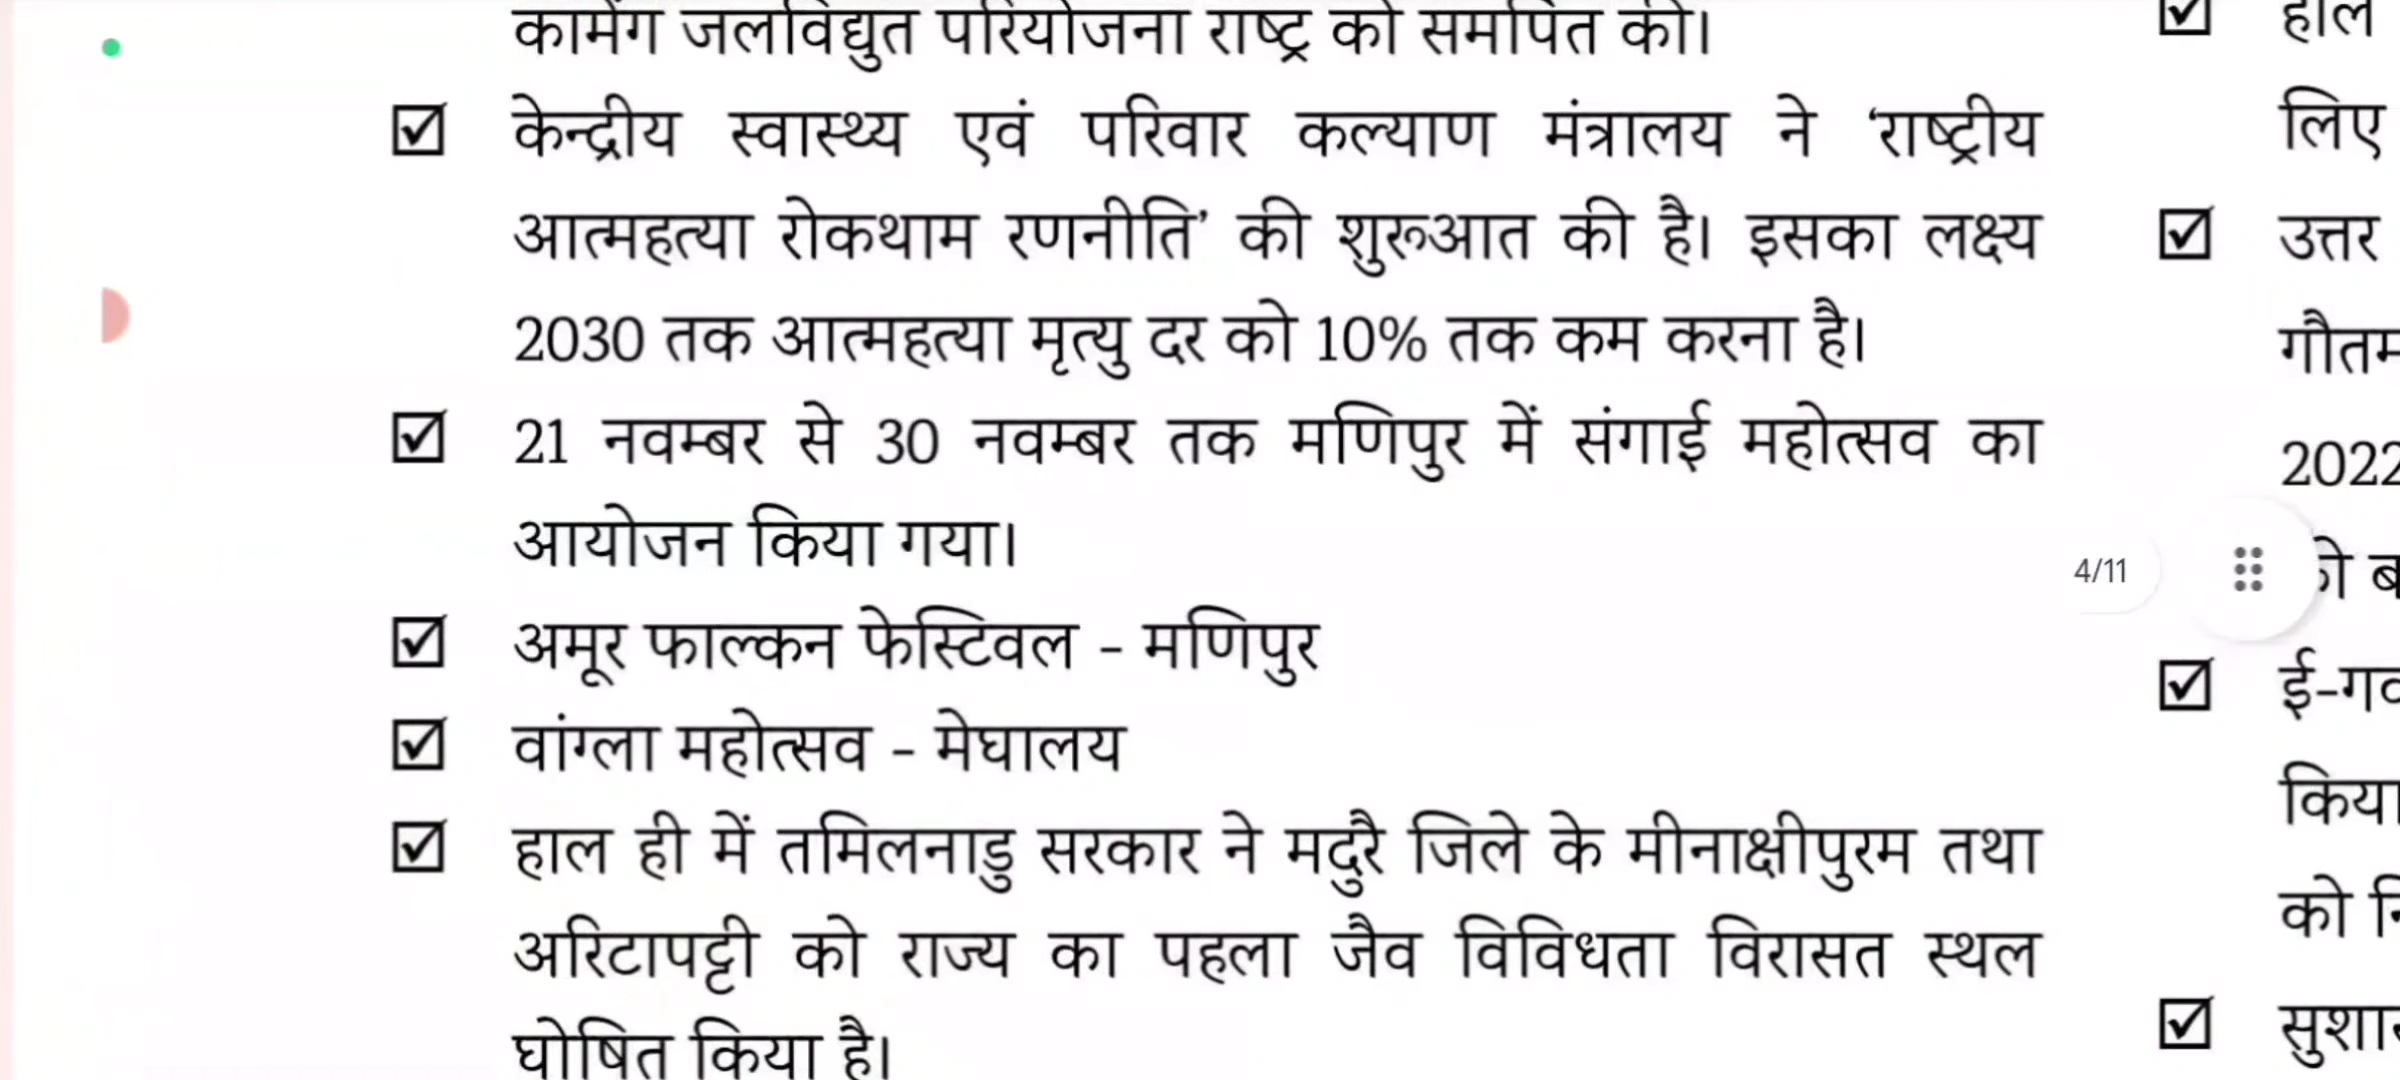 कामेंग जलविद्युत परियोजना राष्ट्र को समर्पित की।
☑ केन्द्रीय स्वास्थ्य एवं परिवार कल्याण मंत्रालय ने ‘राष्ट्रीय
आत्महत्या रोकथाम रणनीति’ की शुरूआत की है। इसका लक्ष्य
2030 तक आत्महत्या मृत्यु दर को 10% तक कम करना है।
☑ 21 नवम्बर से 30 नवम्बर तक मणिपुर में संगाई महोत्सव का
आयोजन किया गया।
☑ अमूर फाल्कन फेस्टिवल - मणिपुर
☑ वांग्ला महोत्सव - मेघालय
☑ हाल ही में तमिलनाडु सरकार ने मदुरै जिले के मीनाक्षीपुरम तथा
अरिटापट्टी को राज्य का पहला जैव विविधता विरासत स्थल
घोषित किया है।
4/11
☑ हाल
लिए
☑ उत्तर
गौतम
2022
☑
किया
को
☑